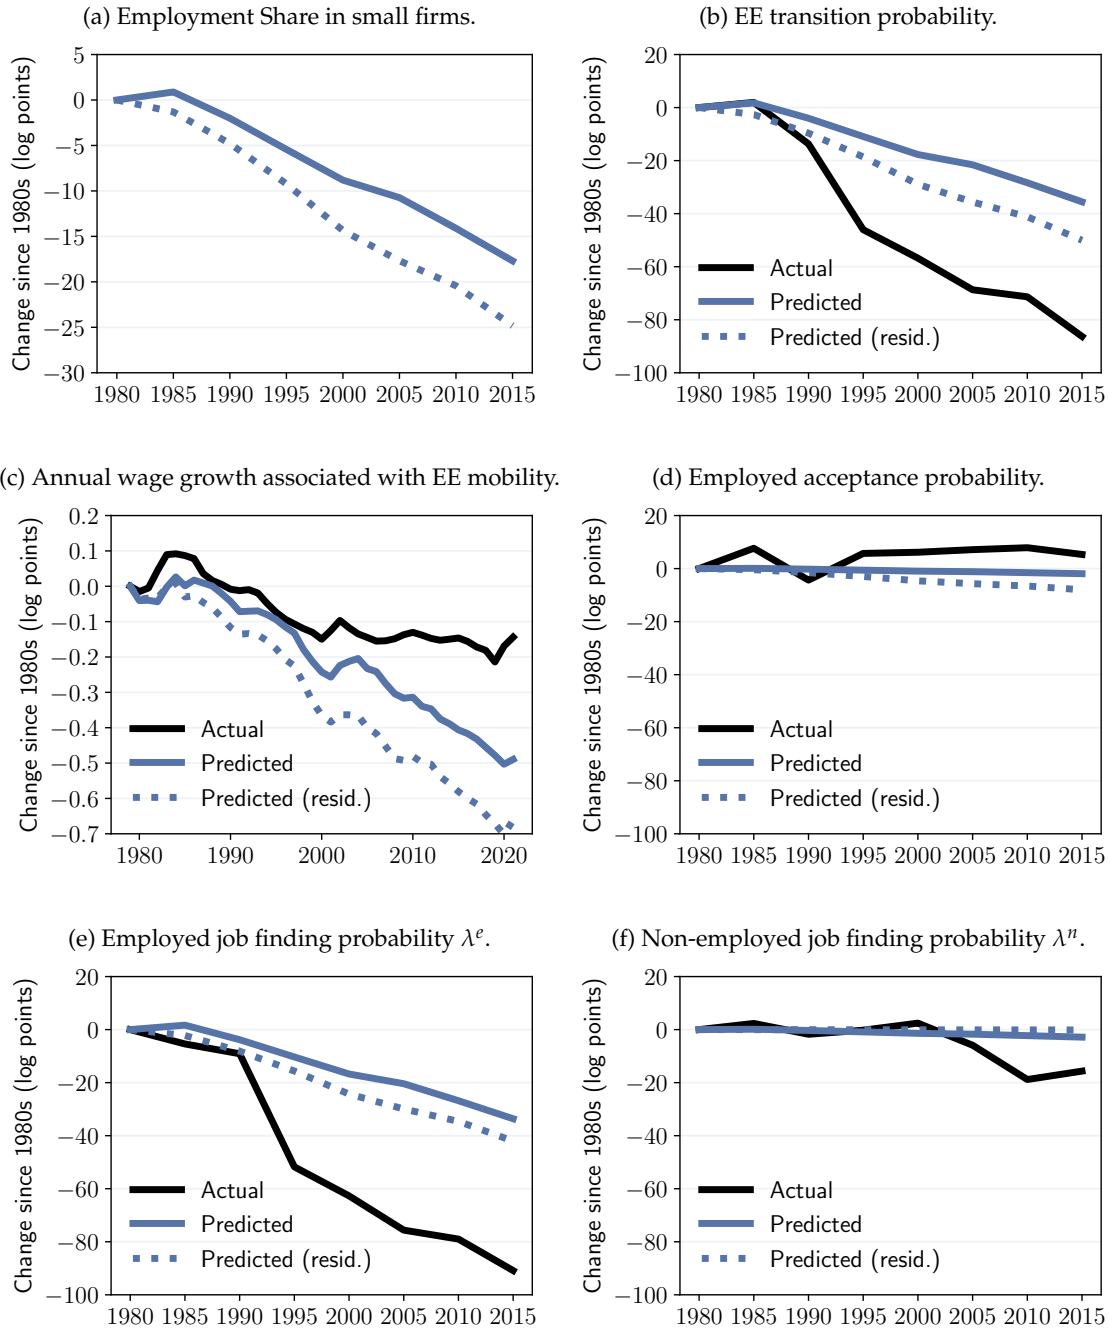 (a) Employment Share in small firms.
5
0
−5
−10
−15
−20
−25
−30
Change since 1980s (log points)
1980 1985 1990 1995 2000 2005 2010 2015
(b) EE transition probability.
20
0
−20
−40
−60
−80
−100
Change since 1980s (log points)
Actual
Predicted
Predicted (resid.)
1980 1985 1990 1995 2000 2005 2010 2015
(c) Annual wage growth associated with EE mobility.
0.2
0.1
0.0
−0.1
−0.2
−0.3
−0.4
−0.5
−0.6
−0.7
Change since 1980s (log points)
Actual
Predicted
Predicted (resid.)
1980 1990 2000 2010 2020
(d) Employed acceptance probability.
20
0
−20
−40
−60
−80
−100
Change since 1980s (log points)
Actual
Predicted
Predicted (resid.)
1980 1985 1990 1995 2000 2005 2010 2015
(e) Employed job finding probability λᵉ.
20
0
−20
−40
−60
−80
−100
Change since 1980s (log points)
Actual
Predicted
Predicted (resid.)
1980 1985 1990 1995 2000 2005 2010 2015
(f) Non-employed job finding probability λⁿ.
20
0
−20
−40
−60
−80
−100
Change since 1980s (log points)
Actual
Predicted
Predicted (resid.)
1980 1985 1990 1995 2000 2005 2010 2015